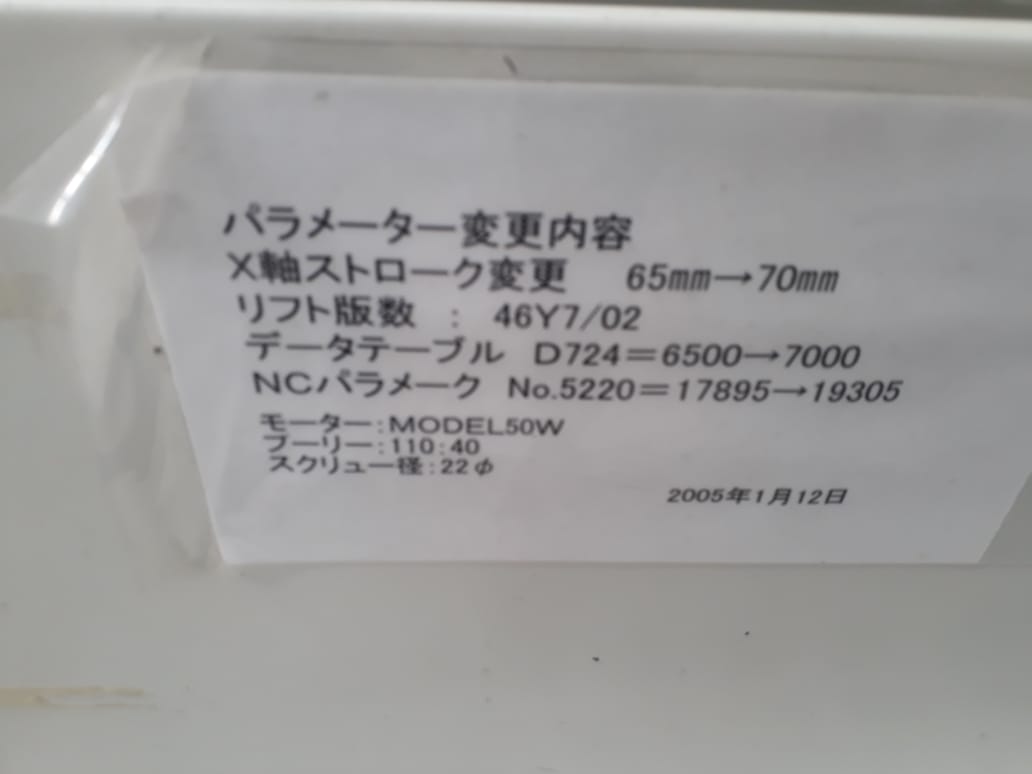 パラメーター変更内容
X軸ストローク変更 65mm→70mm
リフト版数 : 46Y7/02
データテーブル D724=6500→7000
NCパラメーク No.5220=17895→19305
モーター:MODEL50W
プーリー:110:40
スクリュー径:22φ
2005年1月12日